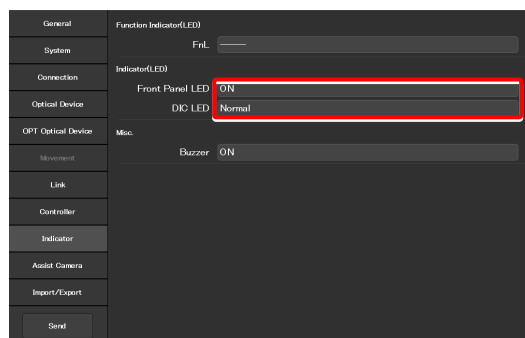 General
System
Connection
Optical Device
OPT Optical Device
Movement
Link
Controller
Indicator
Assist Camera
Import/Export
Send
Function Indicator(LED)
FnL ----
Indicator(LED)
Front Panel LED ON
DIC LED Normal
Misc.
Buzzer ON